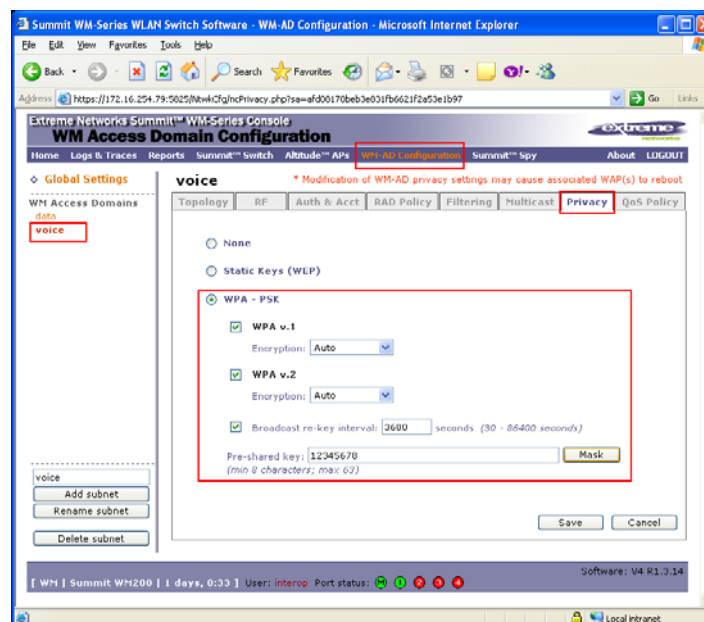 Summit WM-Series WLAN Switch Software - WM-AD Configuration - Microsoft Internet Explorer
File Edit View Favorites Tools Help
Back Search Favorites
Address https://172.16.254.79:5025/NtwkCfg/ncPrivacy.php?sa=afd00170beb3e031fb6621f2a53e1b97 Go Links
Extreme Networks Summit™ WM-Series Console
WM Access Domain Configuration
extreme networks
Home Logs & Traces Reports Summit™ Switch Altitude™ APs WM-AD Configuration Summit™ Spy About LOGOUT
Global Settings
WM Access Domains
data
voice
voice * Modification of WM-AD privacy settings may cause associated WAP(s) to reboot
Topology RF Auth & Acct RAD Policy Filtering Multicast Privacy QoS Policy
None
Static Keys (WEP)
WPA - PSK
WPA v.1
Encryption: Auto
WPA v.2
Encryption: Auto
Broadcast re-key interval: 3600 seconds (30 - 86400 seconds)
Pre-shared key: 12345678 Mask
(min 8 characters; max 63)
voice
Add subnet
Rename subnet
Delete subnet
Save Cancel
[ WM | Summit WM200 | 1 days, 0:33 ] User: interop Port status: M 1 2 3 4
Software: V4 R1.3.14
Local intranet